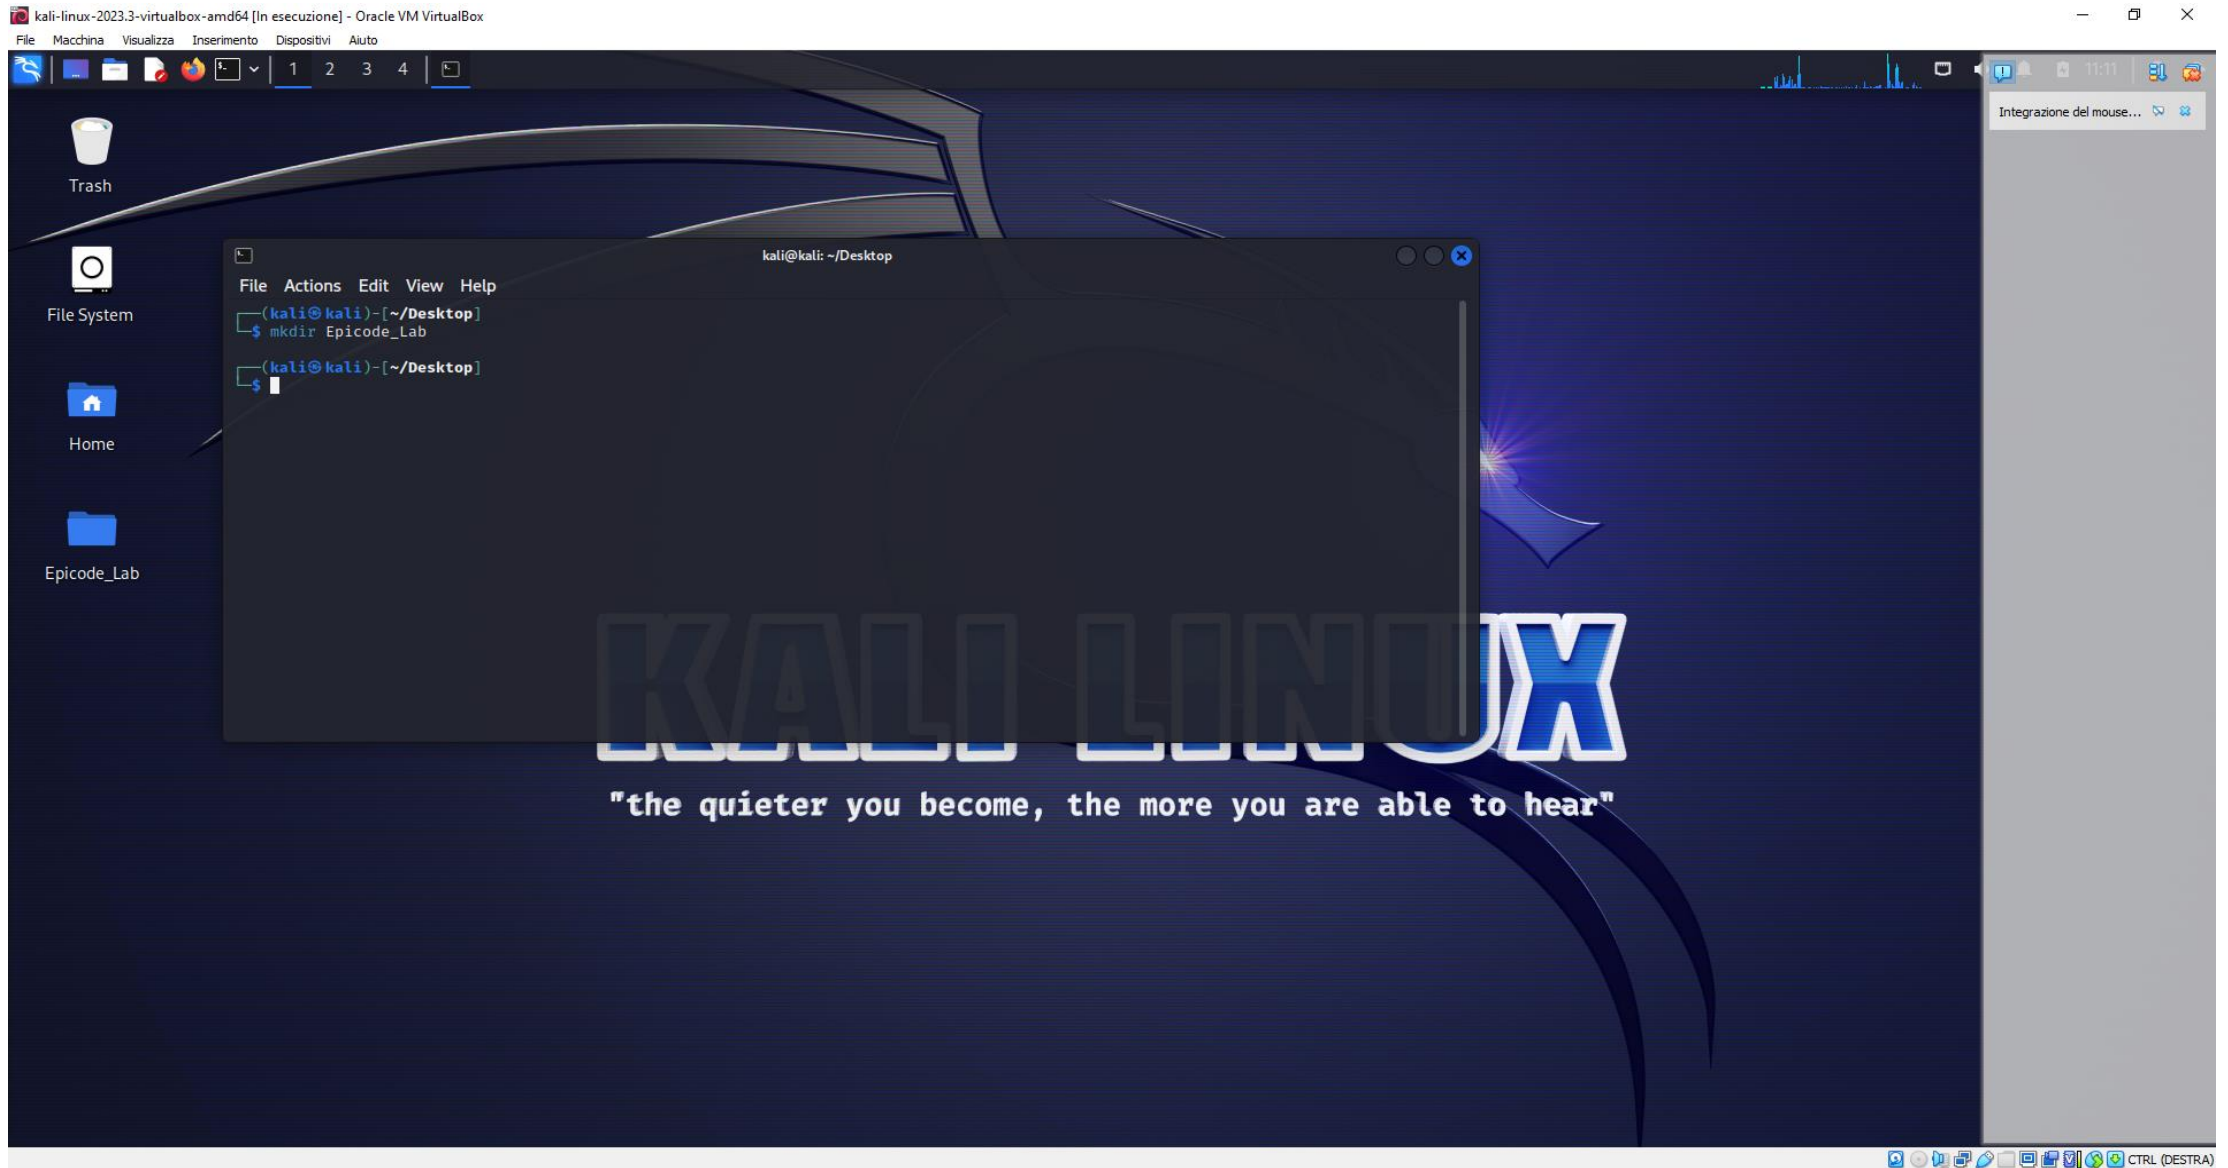 kali-linux-2023.3-virtualbox-amd64 [In esecuzione] - Oracle VM VirtualBox
File Macchina Visualizza Inserimento Dispositivi Aiuto
1 2 3 4
11:11
Integrazione del mouse...
Trash
File System
Home
Epicode_Lab
kali@kali: ~/Desktop
File Actions Edit View Help
┌──(kali㉿kali)-[~/Desktop]
└─$ mkdir Epicode_Lab
┌──(kali㉿kali)-[~/Desktop]
└─$
KALI LINUX
"the quieter you become, the more you are able to hear"
CTRL (DESTRA)